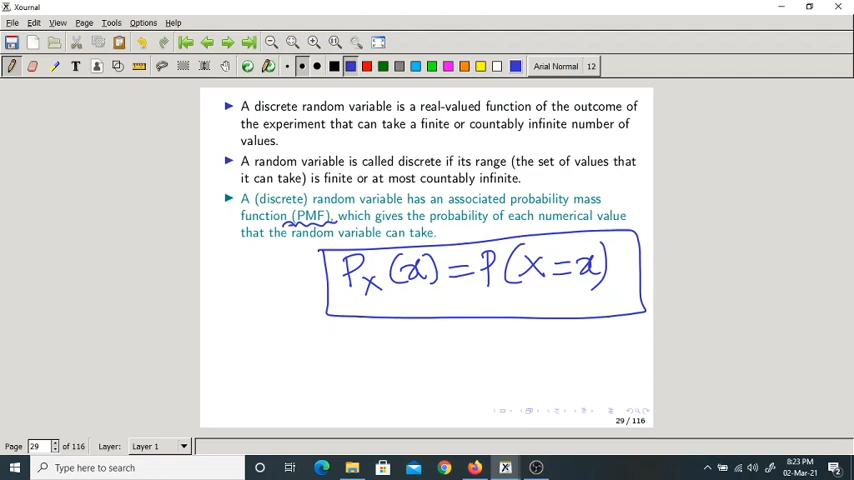 Xournal
File Edit View Page Tools Options Help
Arial Normal 12
A discrete random variable is a real-valued function of the outcome of
the experiment that can take a finite or countably infinite number of
values.
A random variable is called discrete if its range (the set of values that
it can take) is finite or at most countably infinite.
A (discrete) random variable has an associated probability mass
function (PMF), which gives the probability of each numerical value
that the random variable can take.
P_X (x) = P(X=x)
29 / 116
Page 29 of 116 Layer: Layer 1
Type here to search
8:23 PM
02-Mar-21
2